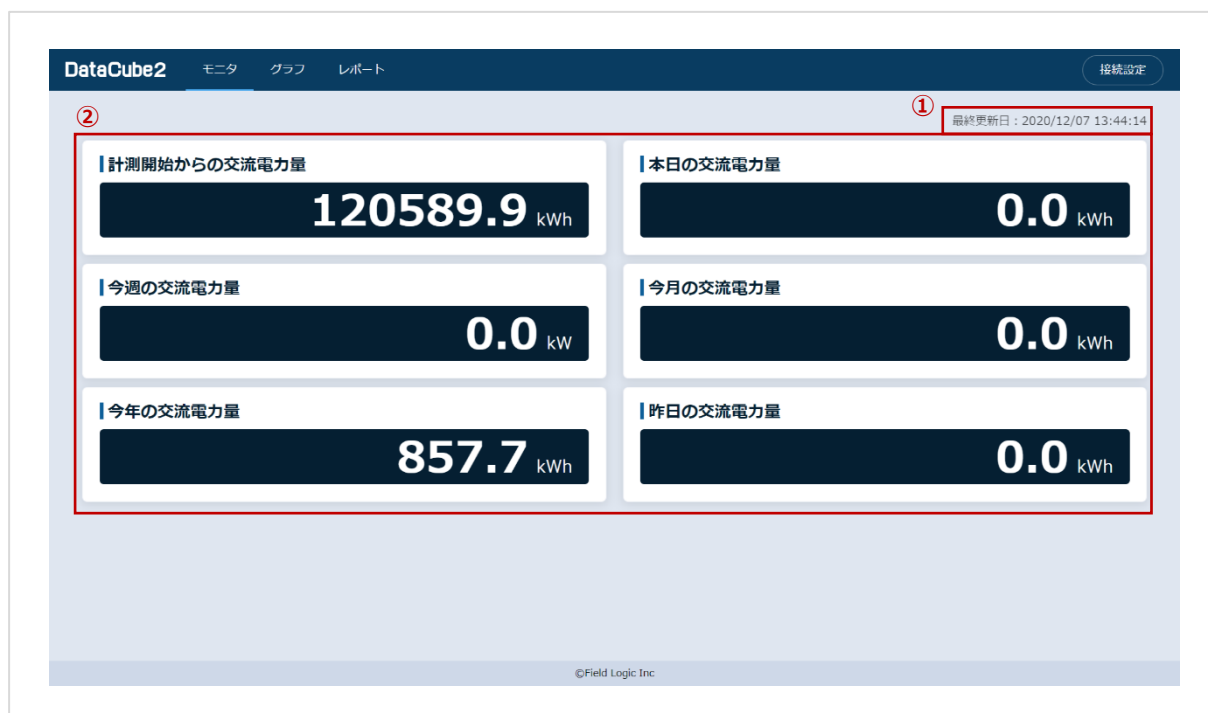 DataCube2 モニタ グラフ レポート 接続設定
① 最終更新日：2020/12/07 13:44:14
②
計測開始からの交流電力量
120589.9 kWh
本日の交流電力量
0.0 kWh
今週の交流電力量
0.0 kW
今月の交流電力量
0.0 kWh
今年の交流電力量
857.7 kWh
昨日の交流電力量
0.0 kWh
©Field Logic Inc